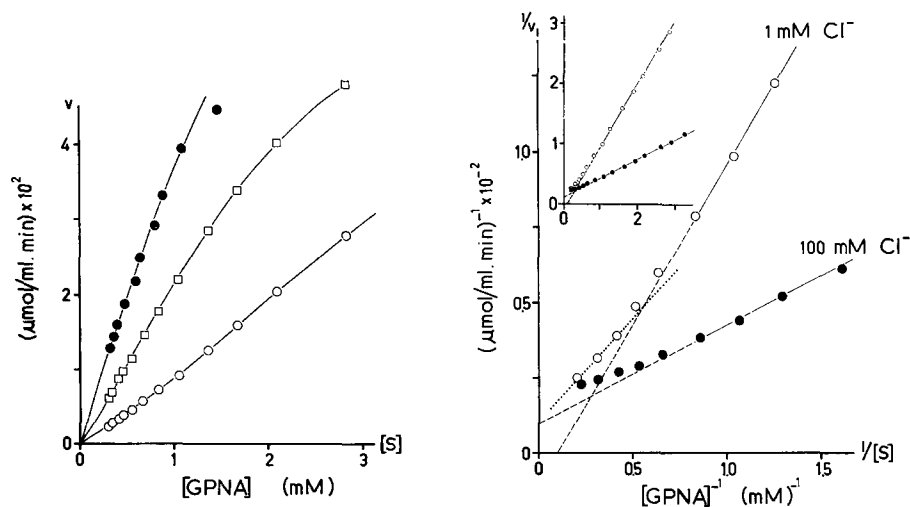 v
(μmol/ml. min) × 10²
4
2
0
0
1
2
3
[S]
[GPNA] (mM)
1/v
(μmol/ml. min)⁻¹ × 10⁻²
1.0
0.5
0
0
0.5
1.0
1.5
1/[S]
[GPNA]⁻¹ (mM)⁻¹
3
2
1
0
0
1
2
3
1 mM Cl⁻
100 mM Cl⁻